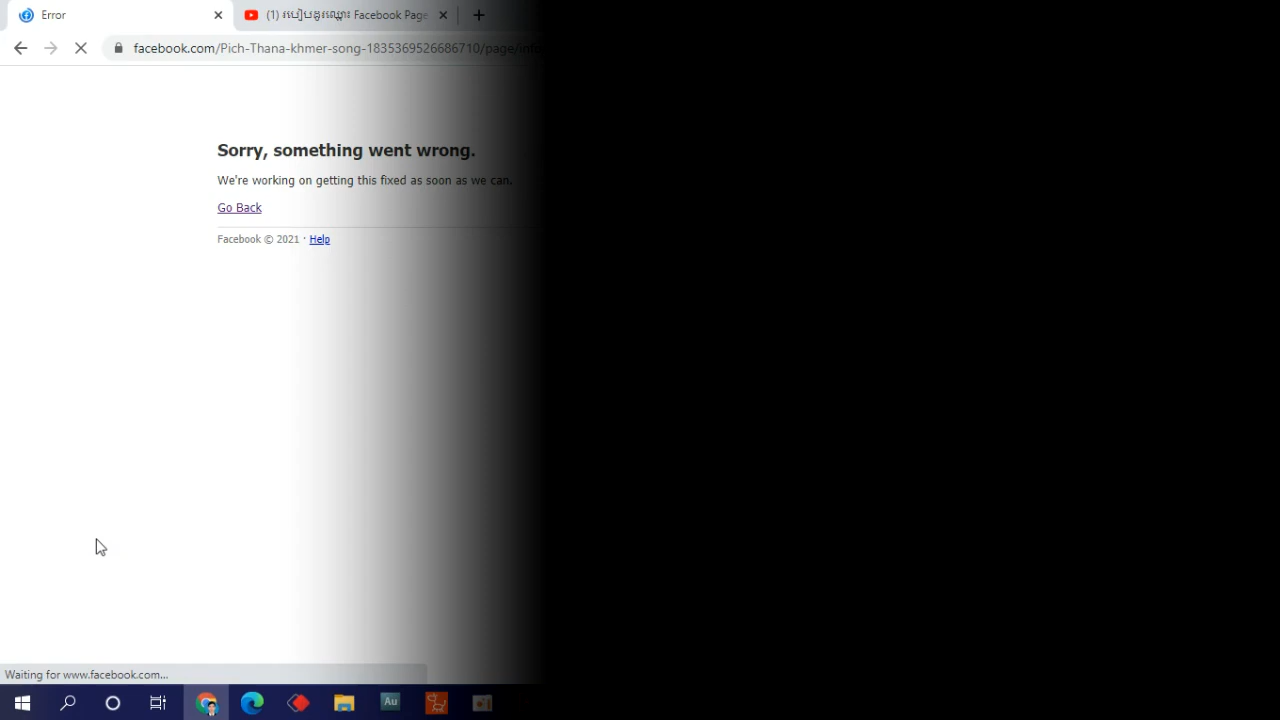 Error
(1) របៀបប្តូរឈ្មោះ Facebook Page
facebook.com/Pich-Thana-khmer-song-1835369526686710/page/info
Sorry, something went wrong.
We're working on getting this fixed as soon as we can.
Go Back
Facebook © 2021 · Help
Waiting for www.facebook.com...
Au